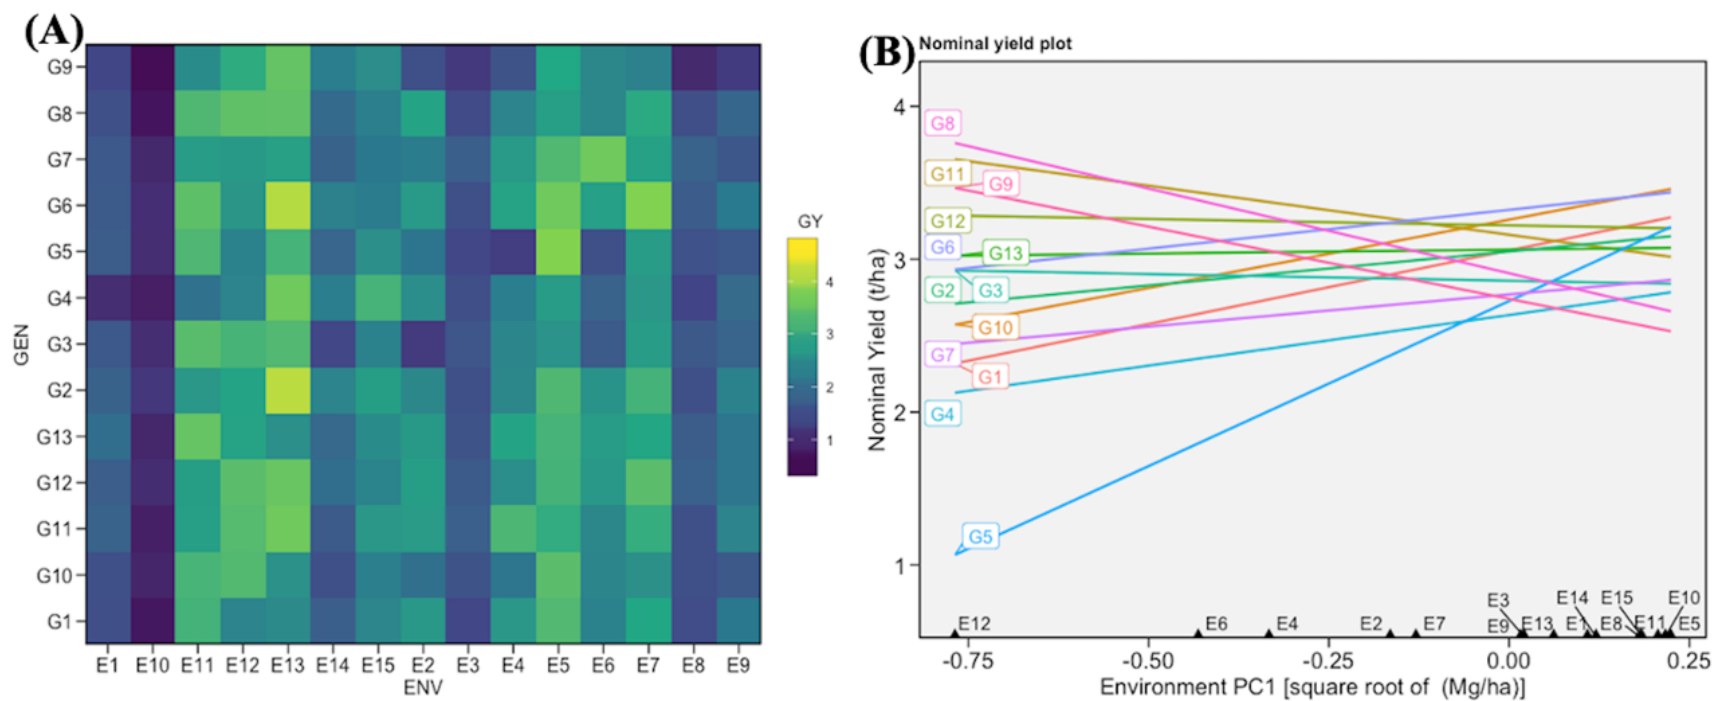 (A)
G9
G8
G7
G6
G5
G4
G3
G2
G13
G12
G11
G10
G1
GEN
E1 E10 E11 E12 E13 E14 E15 E2 E3 E4 E5 E6 E7 E8 E9
ENV
GY
4
3
2
1
(B) Nominal yield plot
4
3
2
1
Nominal Yield (t/ha)
G8
G11
G9
G12
G6
G13
G2
G3
G10
G7
G1
G4
G5
E3 E14 E15 E10
E12 E6 E4 E2 E7 E9 E13 E1 E8 E11 E5
-0.75 -0.50 -0.25 0.00 0.25
Environment PC1 [square root of (Mg/ha)]